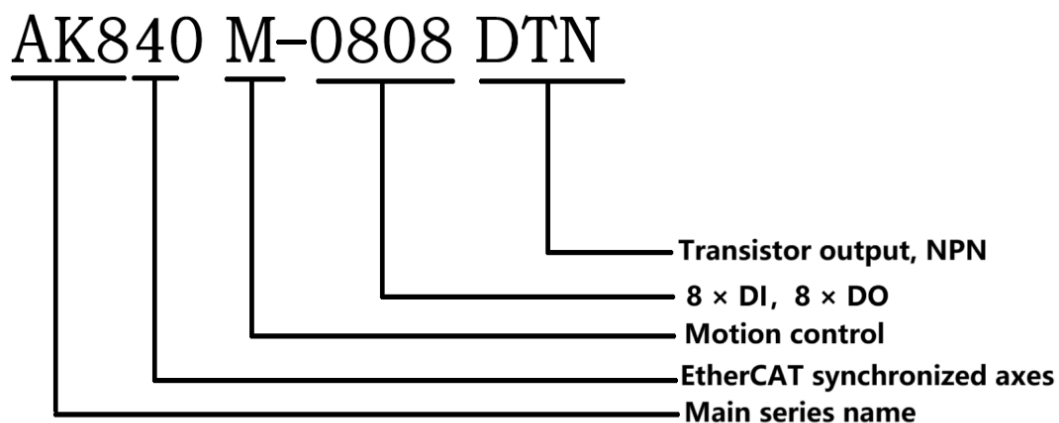 AK840 M-0808 DTN
Transistor output, NPN
8 × DI, 8 × DO
Motion control
EtherCAT synchronized axes
Main series name